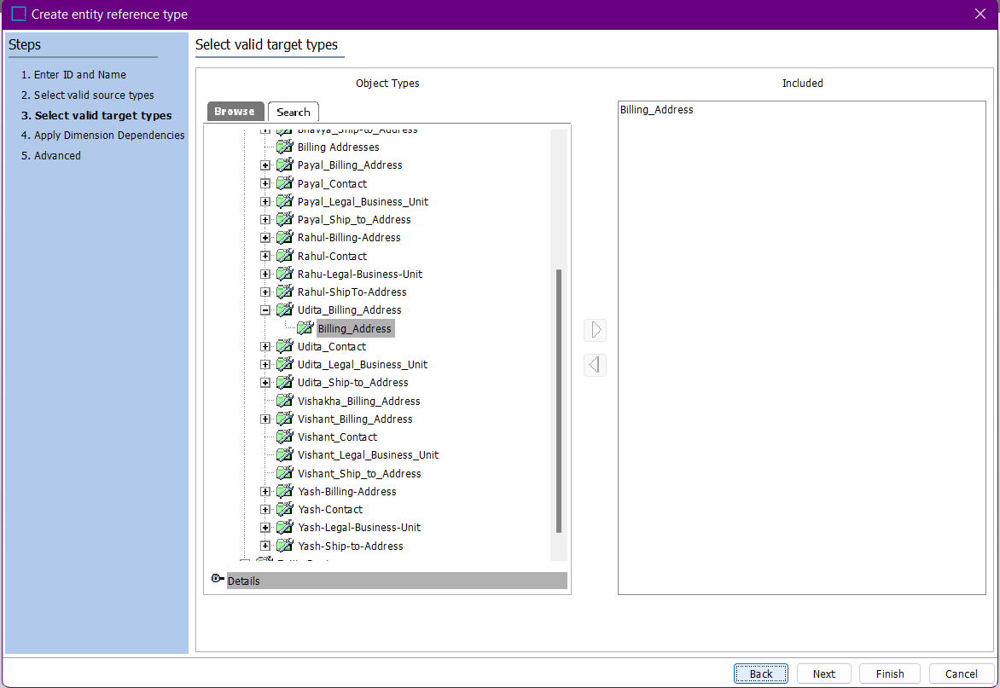 Create entity reference type
Steps
1. Enter ID and Name
2. Select valid source types
3. Select valid target types
4. Apply Dimension Dependencies
5. Advanced
Select valid target types
Object Types
Included
Browse
Search
Bhavya_Ship-to_Address
Billing Addresses
Payal_Billing_Address
Payal_Contact
Payal_Legal_Business_Unit
Payal_Ship_to_Address
Rahul-Billing-Address
Rahul-Contact
Rahu-Legal-Business-Unit
Rahul-ShipTo-Address
Udita_Billing_Address
Billing_Address
Udita_Contact
Udita_Legal_Business_Unit
Udita_Ship-to_Address
Vishakha_Billing_Address
Vishant_Billing_Address
Vishant_Contact
Vishant_Legal_Business_Unit
Vishant_Ship_to_Address
Yash-Billing-Address
Yash-Contact
Yash-Legal-Business-Unit
Yash-Ship-to-Address
Details
Billing_Address
Back
Next
Finish
Cancel